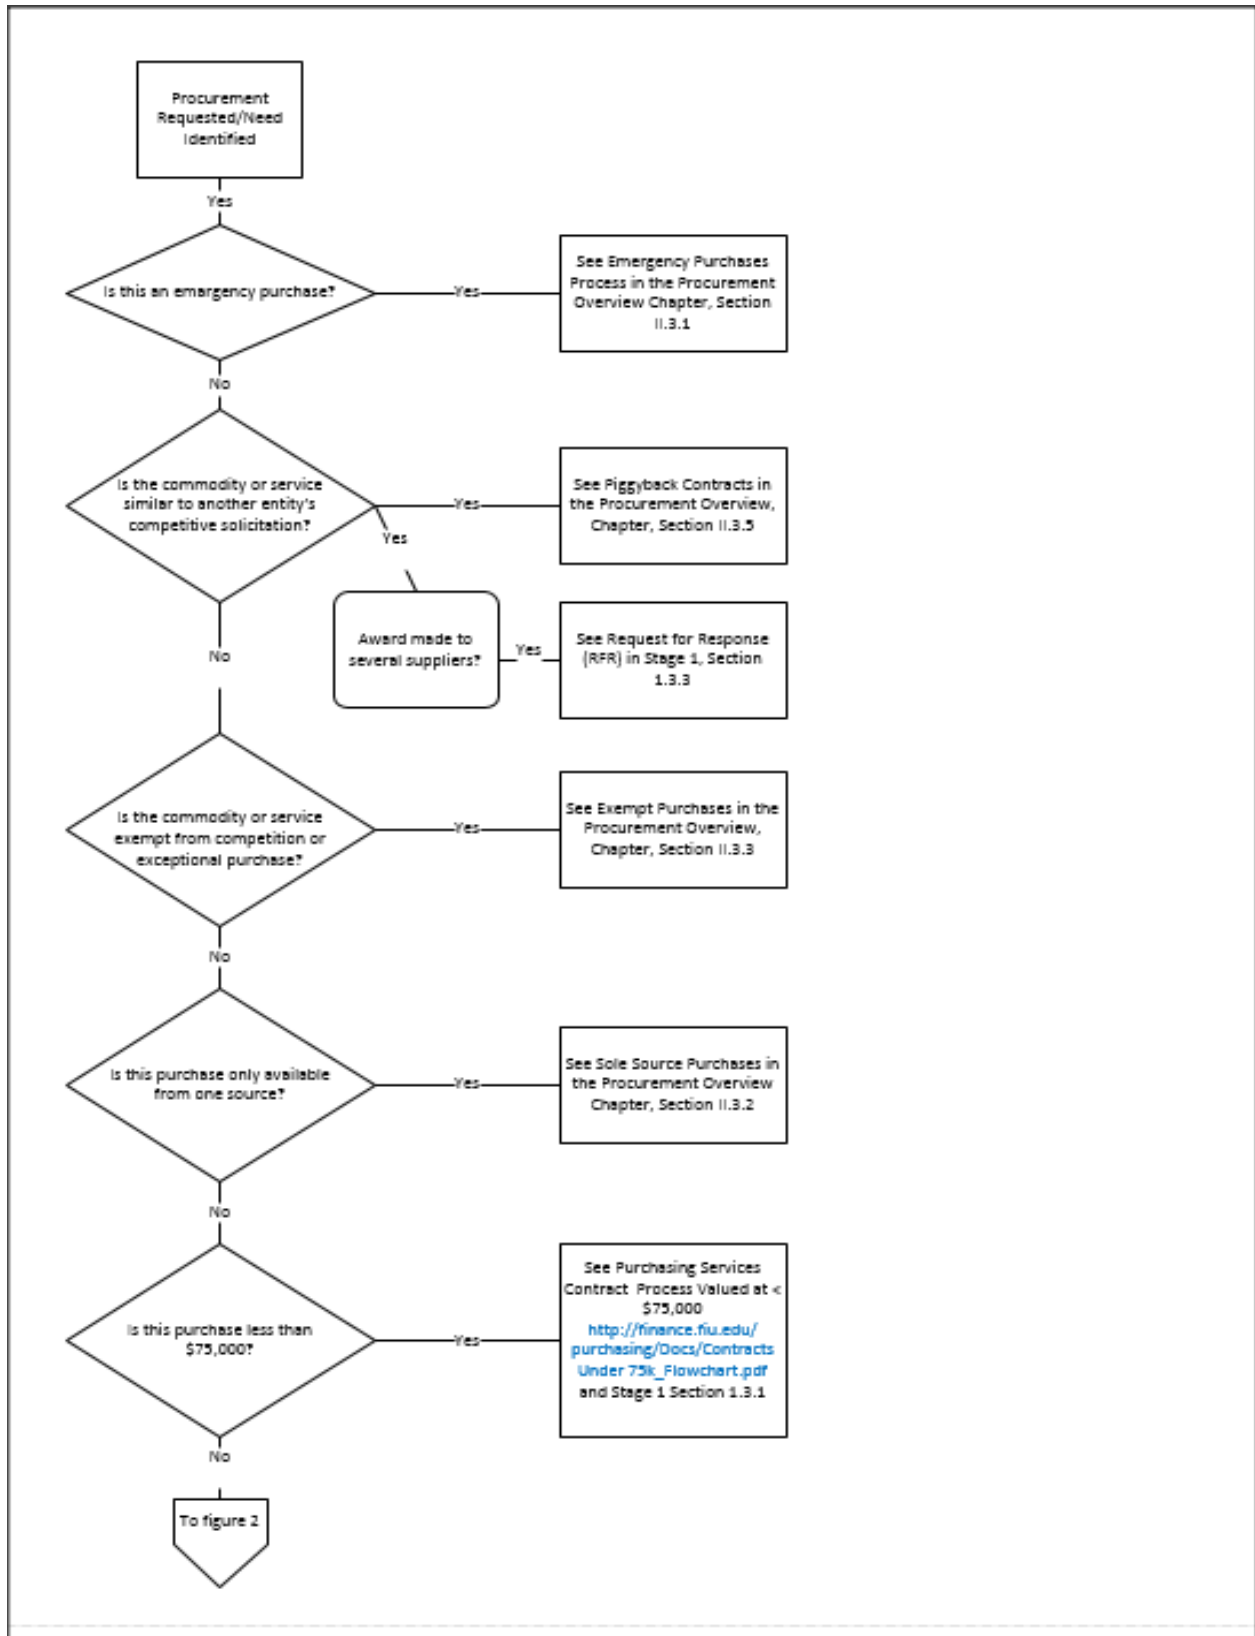 Procurement
Requested/Need
Identified
Yes
Is this an emargency purchase?
Yes
See Emergency Purchases
Process in the Procurement
Overview Chapter, Section
II.3.1
No
Is the commodity or service
similar to another entity's
competitive solicitation?
Yes
See Piggyback Contracts in
the Procurement Overview,
Chapter, Section II.3.5
Yes
Award made to
several suppliers?
Yes
See Request for Response
(RFR) in Stage 1, Section
1.3.3
No
Is the commodity or service
exempt from competition or
exceptional purchase?
Yes
See Exempt Purchases in the
Procurement Overview,
Chapter, Section II.3.3
No
Is this purchase only available
from one source?
Yes
See Sole Source Purchases in
the Procurement Overview
Chapter, Section II.3.2
No
Is this purchase less than
$75,000?
Yes
See Purchasing Services
Contract Process Valued at <
$75,000
http://finance.fiu.edu/
purchasing/Docs/Contracts
Under 75k_Flowchart.pdf
and Stage 1 Section 1.3.1
No
To figure 2